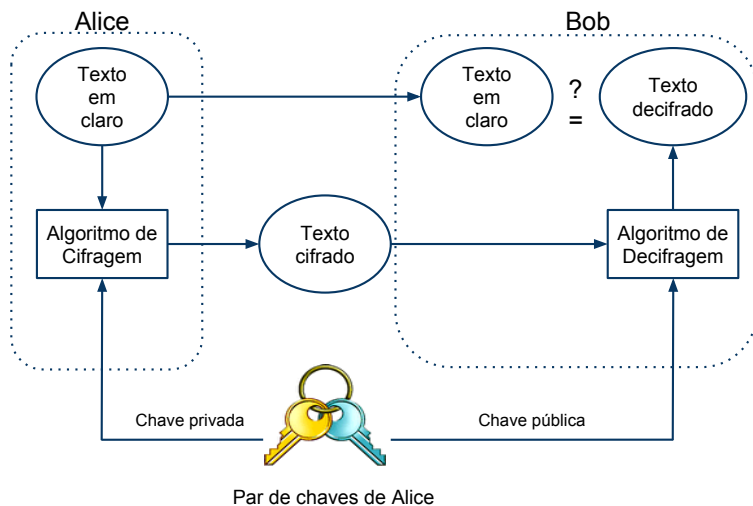 Alice
Bob
Texto
em
claro
Texto
em
claro
?
=
Texto
decifrado
Algoritmo de
Cifragem
Texto
cifrado
Algoritmo de
Decifragem
Chave privada
Chave pública
Par de chaves de Alice